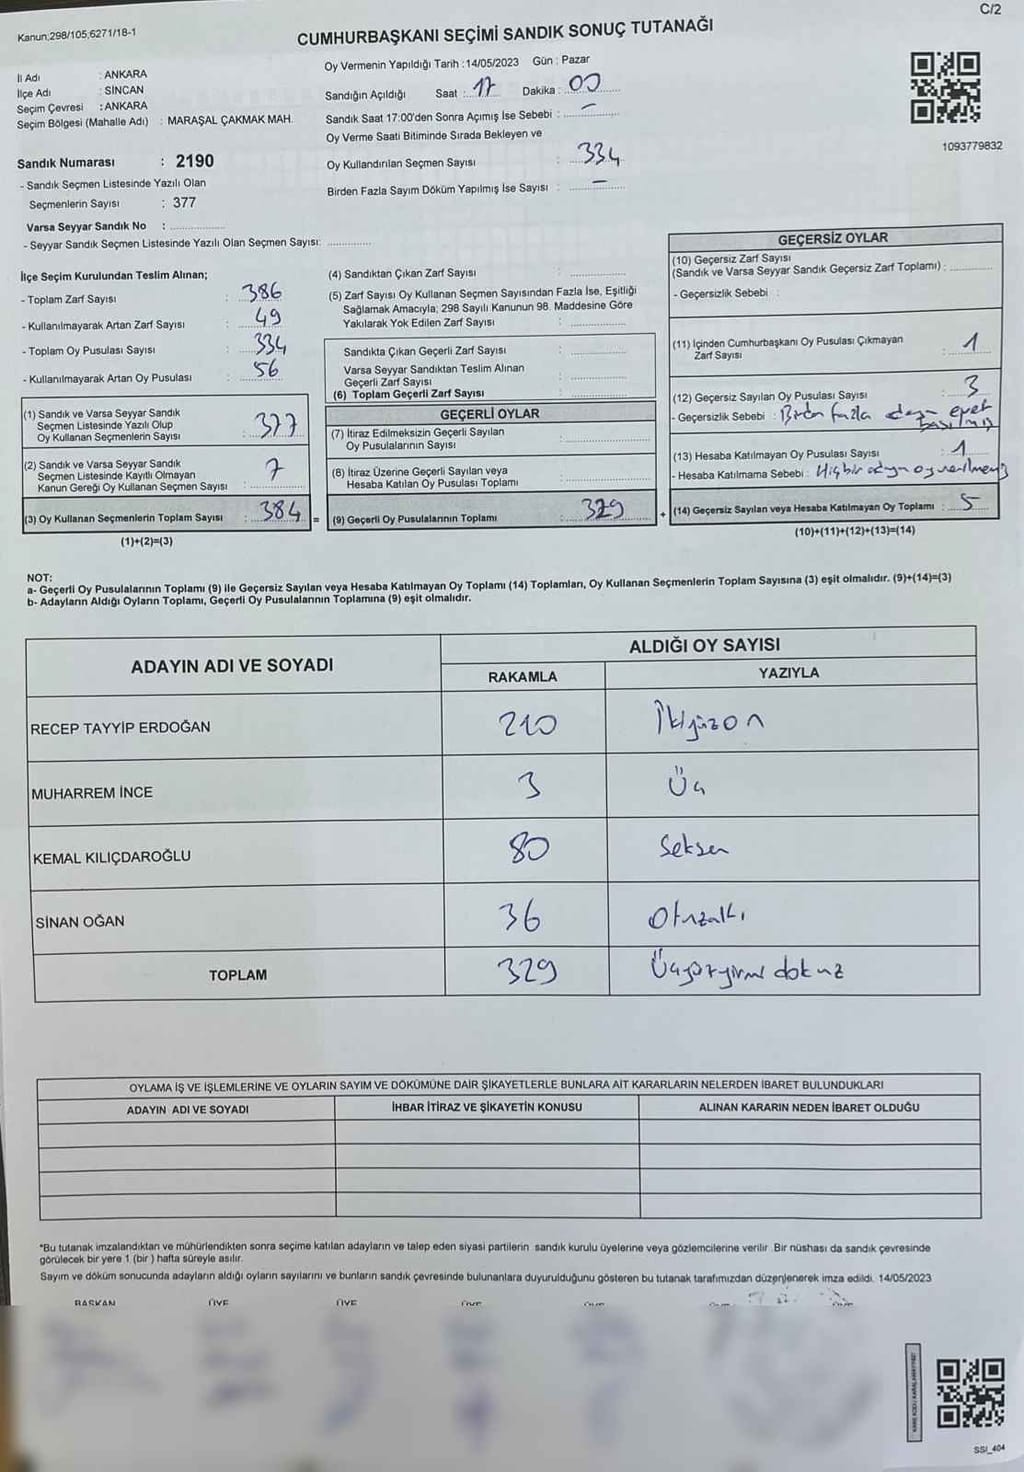 C/2
Kanun;298/105;6271/18-1
CUMHURBAŞKANI SEÇİMİ SANDIK SONUÇ TUTANAĞI
İl Adı : ANKARA
İlçe Adı : SİNCAN
Seçim Çevresi : ANKARA
Seçim Bölgesi (Mahalle Adı) : MARAŞAL ÇAKMAK MAH.
Oy Vermenin Yapıldığı Tarih : 14/05/2023 Gün : Pazar
Sandığın Açıldığı Saat : 17 Dakika : 00
Sandık Saat 17:00'den Sonra Açımış İse Sebebi : –
Oy Verme Saati Bitiminde Sırada Bekleyen ve
Oy Kullandırılan Seçmen Sayısı : 334
Birden Fazla Sayım Döküm Yapılmış İse Sayısı : –
1093779832
Sandık Numarası : 2190
- Sandık Seçmen Listesinde Yazılı Olan
Seçmenlerin Sayısı : 377
Varsa Seyyar Sandık No :
- Seyyar Sandık Seçmen Listesinde Yazılı Olan Seçmen Sayısı:
İlçe Seçim Kurulundan Teslim Alınan;
- Toplam Zarf Sayısı : 386
- Kullanılmayarak Artan Zarf Sayısı : 49
- Toplam Oy Pusulası Sayısı : 334
- Kullanılmayarak Artan Oy Pusulası : 56
(1) Sandık ve Varsa Seyyar Sandık
Seçmen Listesinde Yazılı Olup
Oy Kullanan Seçmenlerin Sayısı : 377
(2) Sandık ve Varsa Seyyar Sandık
Seçmen Listesinde Kayıtlı Olmayan
Kanun Gereği Oy Kullanan Seçmen Sayısı : 7
(3) Oy Kullanan Seçmenlerin Toplam Sayısı : 384 =
(1)+(2)=(3)
(4) Sandıktan Çıkan Zarf Sayısı :
(5) Zarf Sayısı Oy Kullanan Seçmen Sayısından Fazla İse, Eşitliği
Sağlamak Amacıyla; 298 Sayılı Kanunun 98. Maddesine Göre
Yakılarak Yok Edilen Zarf Sayısı :
Sandıkta Çıkan Geçerli Zarf Sayısı :
Varsa Seyyar Sandıktan Teslim Alınan
Geçerli Zarf Sayısı :
(6) Toplam Geçerli Zarf Sayısı :
GEÇERLİ OYLAR
(7) İtiraz Edilmeksizin Geçerli Sayılan
Oy Pusulalarının Sayısı :
(8) İtiraz Üzerine Geçerli Sayılan veya
Hesaba Katılan Oy Pusulası Toplamı :
(9) Geçerli Oy Pusulalarının Toplamı : 329 +
GEÇERSİZ OYLAR
(10) Geçersiz Zarf Sayısı
(Sandık ve Varsa Seyyar Sandık Geçersiz Zarf Toplamı) :
- Geçersizlik Sebebi :
(11) İçinden Cumhurbaşkanı Oy Pusulası Çıkmayan
Zarf Sayısı : 1
(12) Geçersiz Sayılan Oy Pusulası Sayısı : 3
- Geçersizlik Sebebi : Birden fazla evet
basılmış
(13) Hesaba Katılmayan Oy Pusulası Sayısı : 1
- Hesaba Katılmama Sebebi : Hiçbir adaya oy verilmemiş
(14) Geçersiz Sayılan veya Hesaba Katılmayan Oy Toplamı : 5
(10)+(11)+(12)+(13)=(14)
NOT:
a- Geçerli Oy Pusulalarının Toplamı (9) ile Geçersiz Sayılan veya Hesaba Katılmayan Oy Toplamı (14) Toplamları, Oy Kullanan Seçmenlerin Toplam Sayısına (3) eşit olmalıdır. (9)+(14)=(3)
b- Adayların Aldığı Oyların Toplamı, Geçerli Oy Pusulalarının Toplamına (9) eşit olmalıdır.
ADAYIN ADI VE SOYADI
ALDIĞI OY SAYISI
RAKAMLA YAZIYLA
RECEP TAYYİP ERDOĞAN 210 İkiyüzon
MUHARREM İNCE 3 Üç
KEMAL KILIÇDAROĞLU 80 Seksen
SİNAN OĞAN 36 Otuzaltı
TOPLAM 329 Üçyüzyirmi dokuz
OYLAMA İŞ VE İŞLEMLERİNE VE OYLARIN SAYIM VE DÖKÜMÜNE DAİR ŞİKAYETLERLE BUNLARA AİT KARARLARIN NELERDEN İBARET BULUNDUKLARI
ADAYIN ADI VE SOYADI İHBAR İTİRAZ VE ŞİKAYETİN KONUSU ALINAN KARARIN NEDEN İBARET OLDUĞU
*Bu tutanak imzalandıktan ve mühürlendikten sonra seçime katılan adayların ve talep eden siyasi partilerin sandık kurulu üyelerine veya gözlemcilerine verilir. Bir nüshası da sandık çevresinde
görülecek bir yere 1 (bir ) hafta süreyle asılır.
Sayım ve döküm sonucunda adayların aldığı oyların sayılarını ve bunların sandık çevresinde bulunanlara duyurulduğunu gösteren bu tutanak tarafımızdan düzenlenerek imza edildi. 14/05/2023
BAŞKAN ÜYE ÜYE
SSI_404